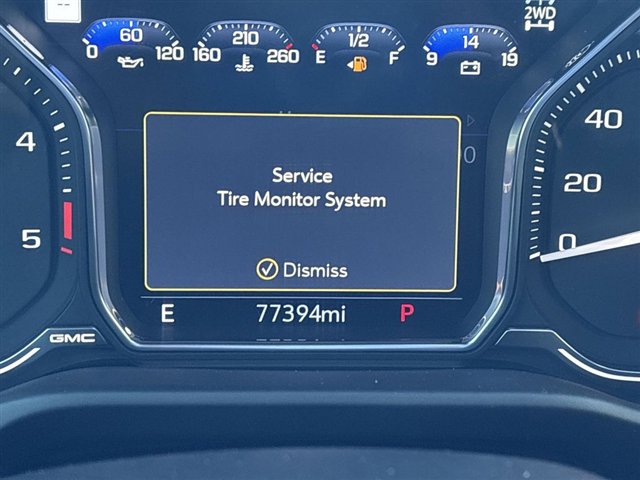 --
2WD
0 60 120
160 210 260
E 1/2 F
9 14 19
4
5
40
20
0
Service
Tire Monitor System
Dismiss
E 77394mi P
GMC